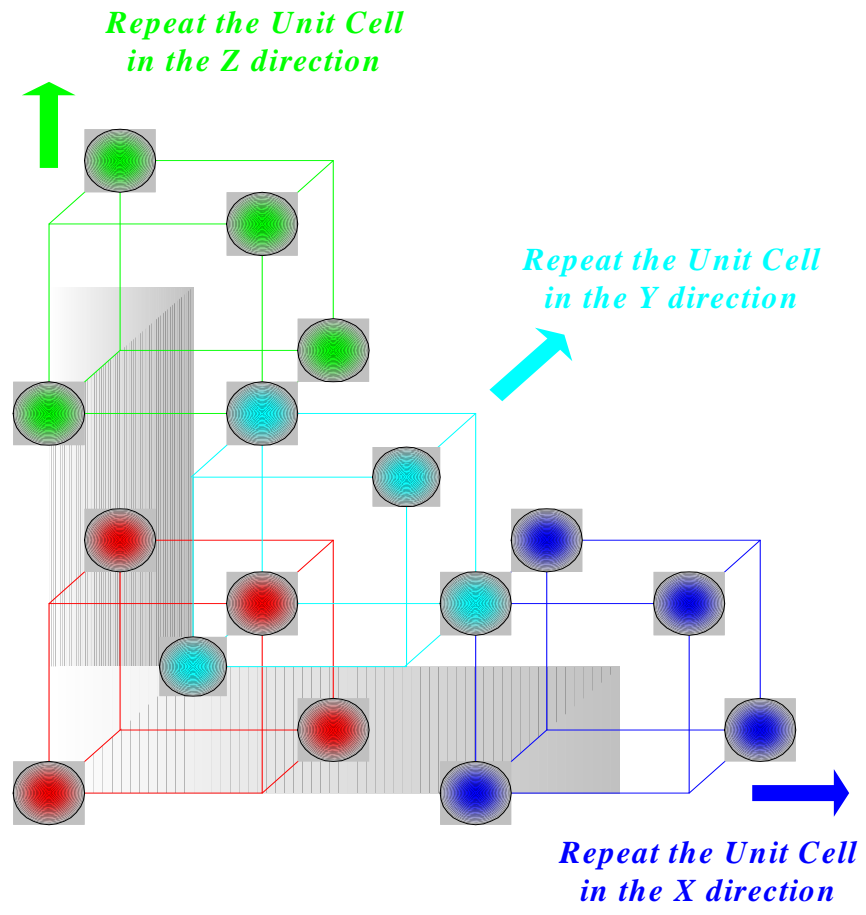 Repeat the Unit Cell
in the Z direction
Repeat the Unit Cell
in the Y direction
Repeat the Unit Cell
in the X direction